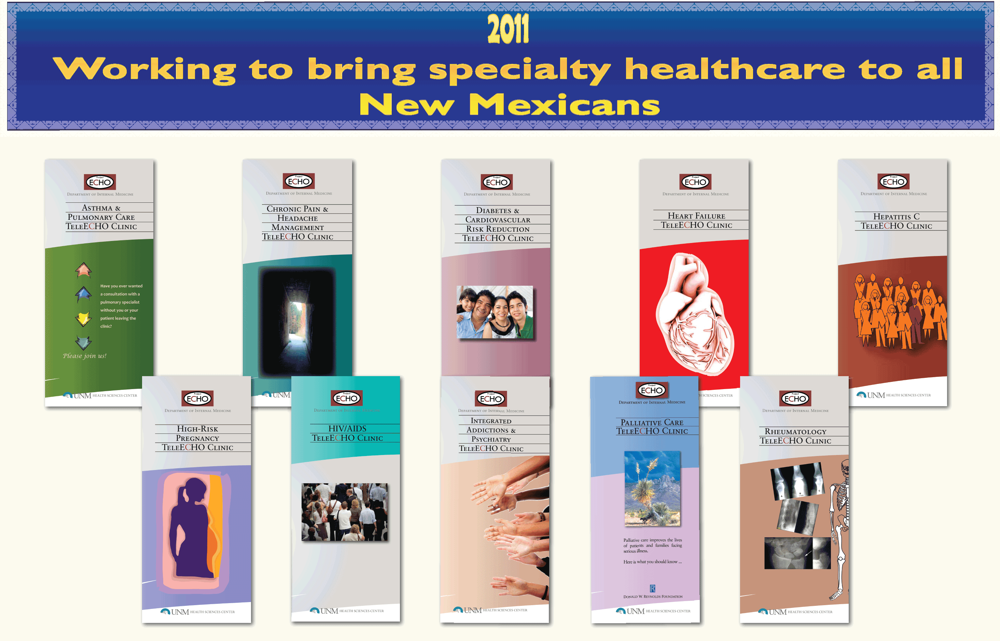 2011
Working to bring specialty healthcare to all
New Mexicans
Project
ECHO
Department of Internal Medicine
Asthma &
Pulmonary Care
TeleECHO Clinic
Have you ever wanted
a consultation with a
pulmonary specialist
without you or your
patient leaving the
clinic?
Please join us!
UNM HEALTH SCIENCES CENTER
Project
ECHO
Department of Internal Medicine
Chronic Pain &
Headache
Management
TeleECHO Clinic
UNM
Project
ECHO
Department of Internal Medicine
Diabetes &
Cardiovascular
Risk Reduction
TeleECHO Clinic
Project
ECHO
Department of Internal Medicine
Heart Failure
TeleECHO Clinic
H SCIENCES CENTER
Project
ECHO
Department of Internal Medicine
Hepatitis C
TeleECHO Clinic
UNM HEALTH SCIENCES CENTER
Project
ECHO
Department of Internal Medicine
High-Risk
Pregnancy
TeleECHO Clinic
UNM HEALTH SCIENCES CENTER
Project
ECHO
Department of Internal Medicine
HIV/AIDS
TeleECHO Clinic
UNM HEALTH SCIENCES CENTER
Project
ECHO
Department of Internal Medicine
Integrated
Addictions &
Psychiatry
TeleECHO Clinic
UNM HEALTH SCIENCES CENTER
Project
ECHO
Department of Internal Medicine
Palliative Care
TeleECHO Clinic
Palliative care improves the lives
of patients and families facing
serious illness.
Here is what you should know ...
R
Donald W. Reynolds Foundation
UNM HEALTH SCIENCES CENTER
Project
ECHO
Department of Internal Medicine
Rheumatology
TeleECHO Clinic
A B C
UNM HEALTH SCIENCES CENTER